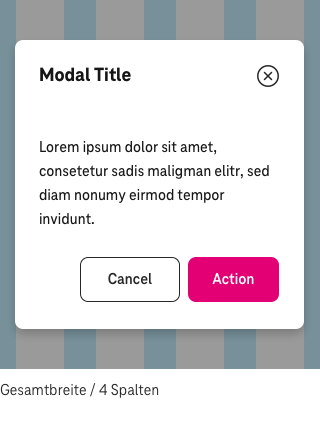 Modal Title
Lorem ipsum dolor sit amet,
consetetur sadis maligman elitr, sed
diam nonumy eirmod tempor
invidunt.
Cancel
Action
Gesamtbreite / 4 Spalten